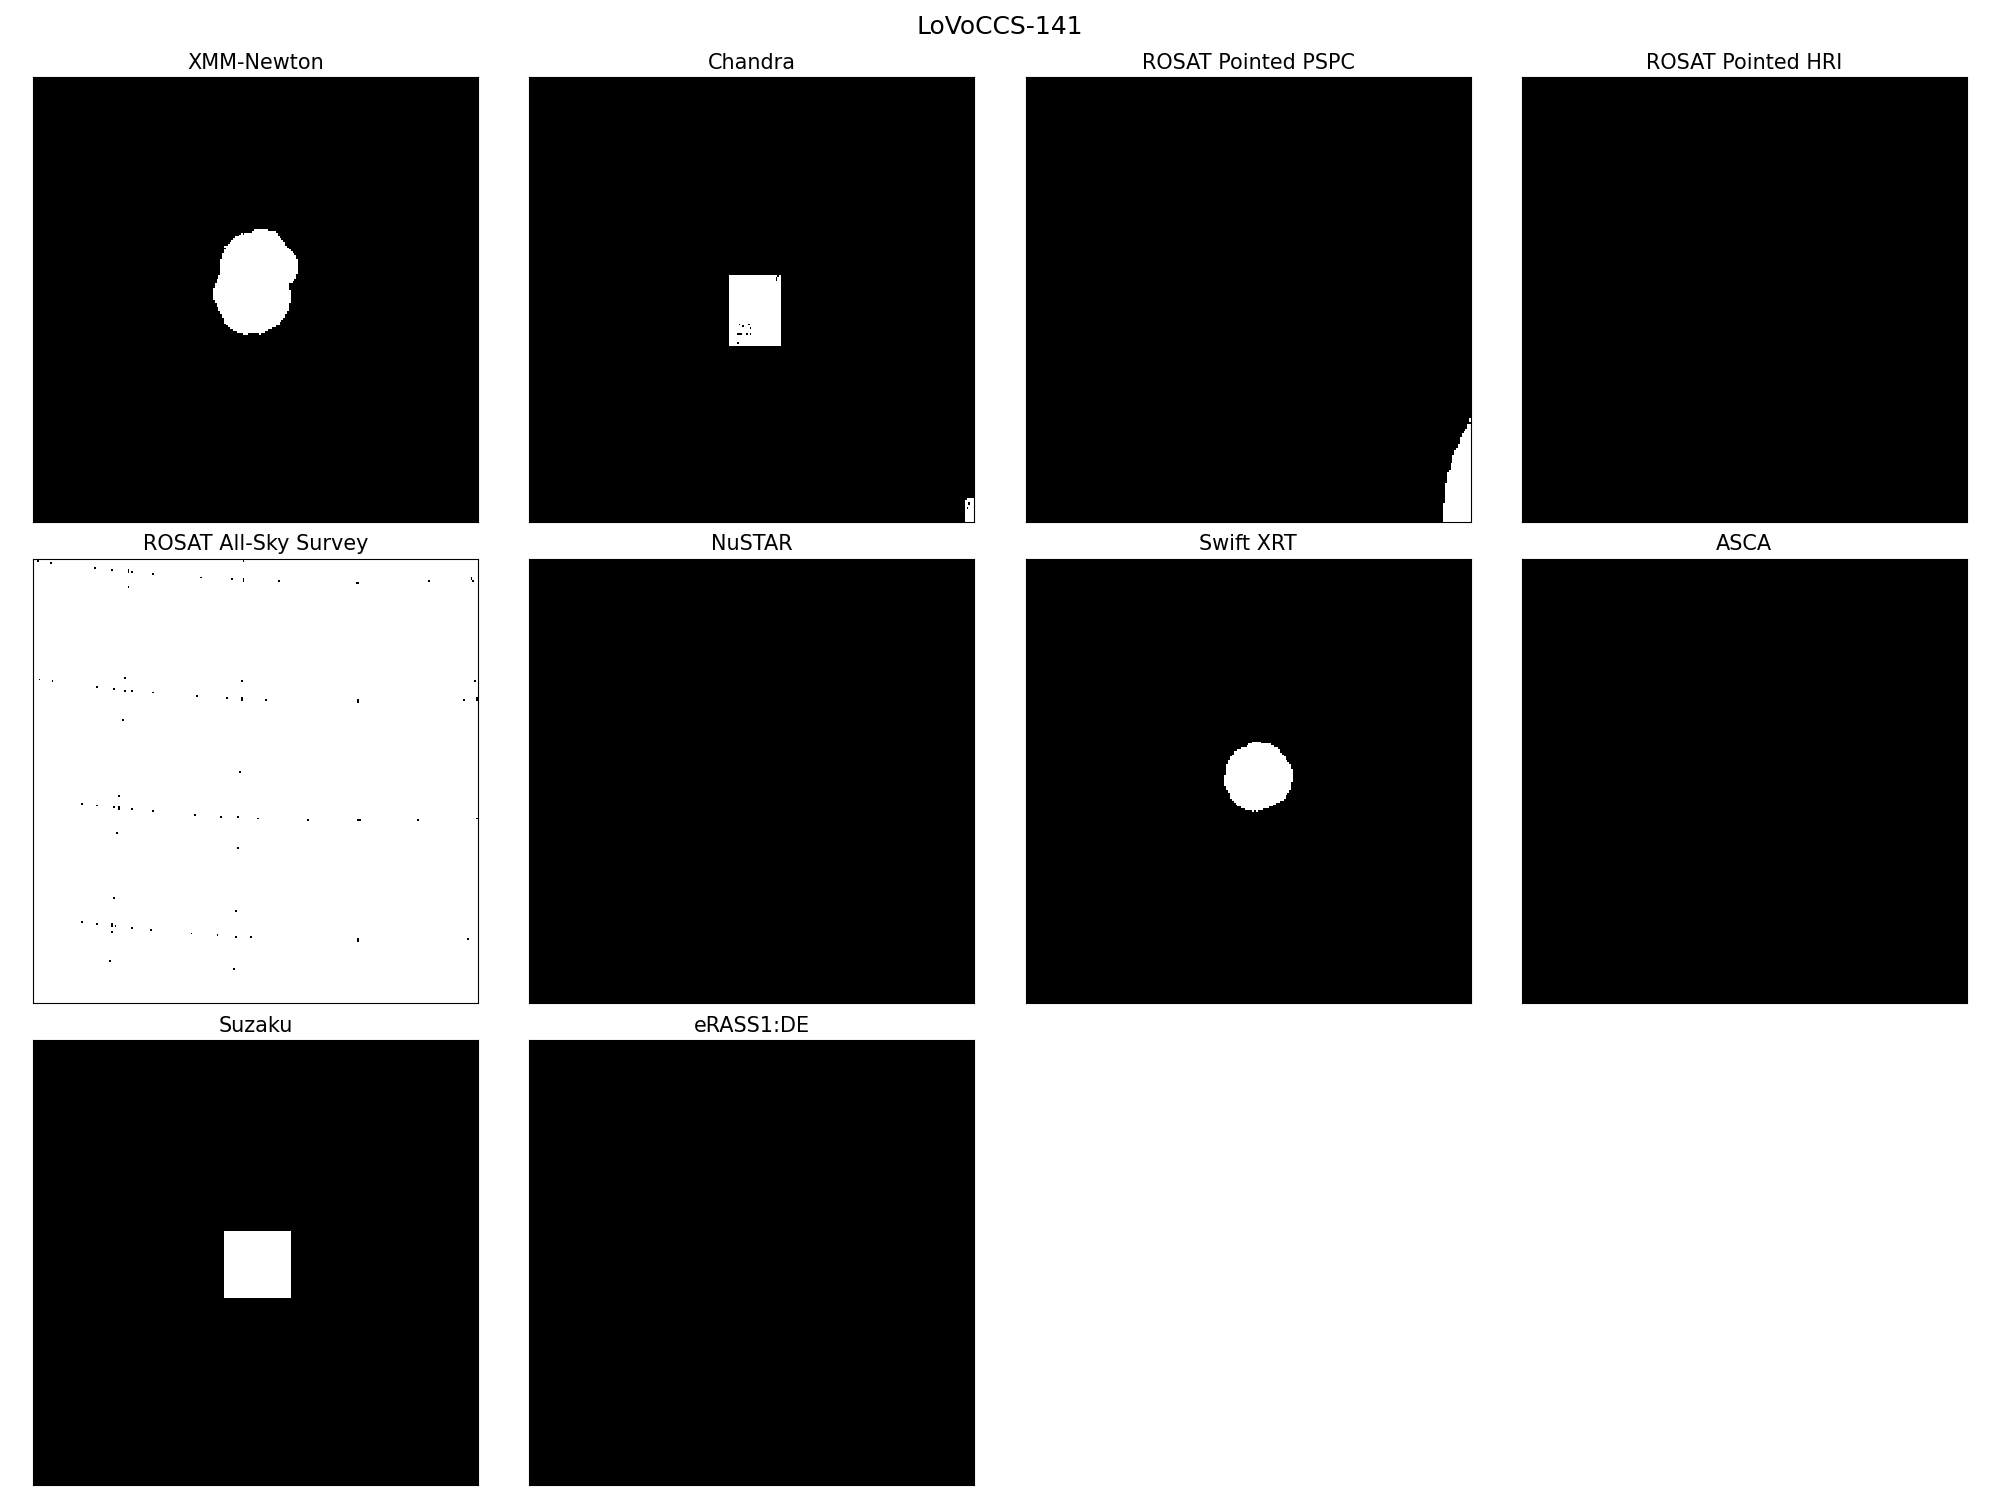 LoVoCCS-141
XMM-Newton
Chandra
ROSAT Pointed PSPC
ROSAT Pointed HRI
ROSAT All-Sky Survey
NuSTAR
Swift XRT
ASCA
Suzaku
eRASS1:DE